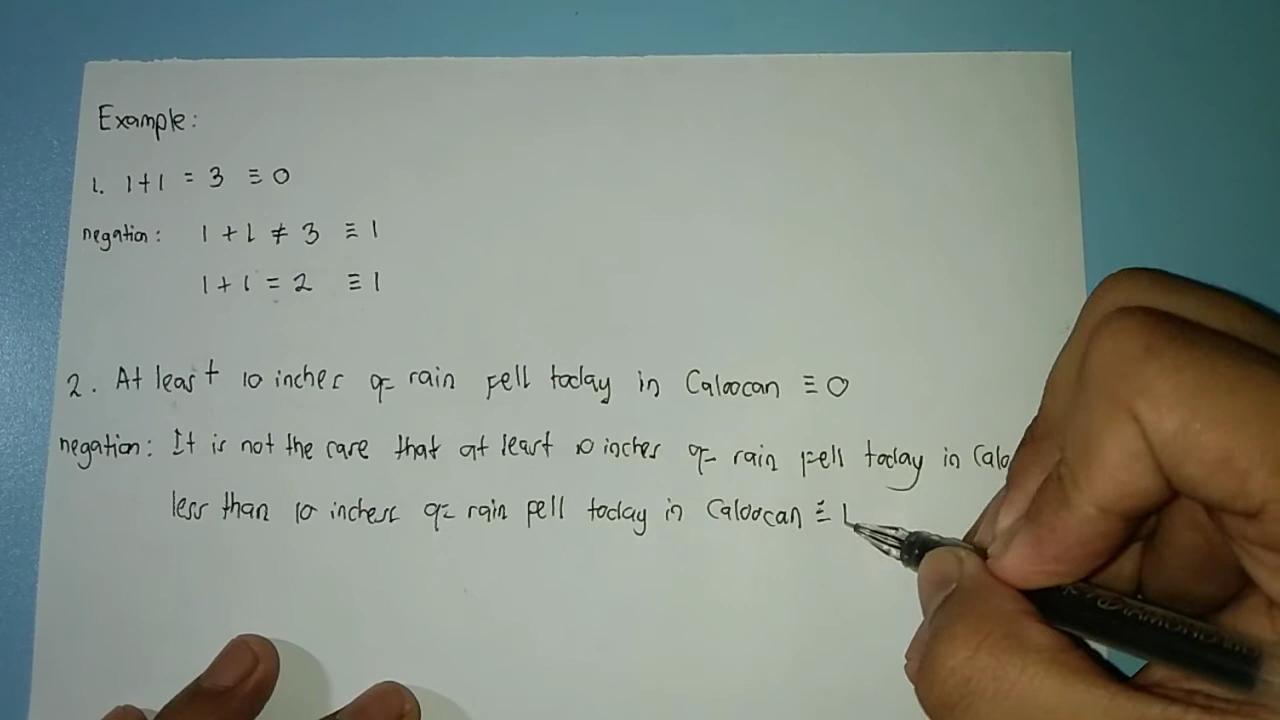 Example:
1. 1+1 = 3 ≡ 0
negation: 1 + 1 ≠ 3 ≡ 1
1 + 1 = 2 ≡ 1
2. At least 10 inches of rain fell today in Caloocan ≡ 0
negation: It is not the case that at least 10 inches of rain fell today in Caloo
less than 10 inches of rain fell today in Caloocan ≡ 1